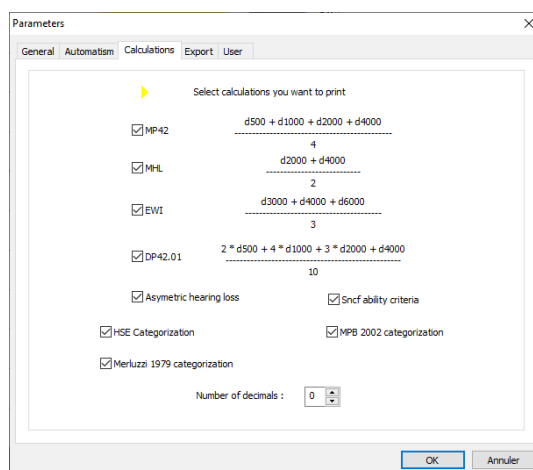 Parameters
General Automatism Calculations Export User
Select calculations you want to print
MP42
d500 + d1000 + d2000 + d4000
4
MHL
d2000 + d4000
2
EWI
d3000 + d4000 + d6000
3
DP42.01
2 * d500 + 4 * d1000 + 3 * d2000 + d4000
10
Asymetric hearing loss
Sncf ability criteria
HSE Categorization
MPB 2002 categorization
Merluzzi 1979 categorization
Number of decimals : 0
OK Annuler